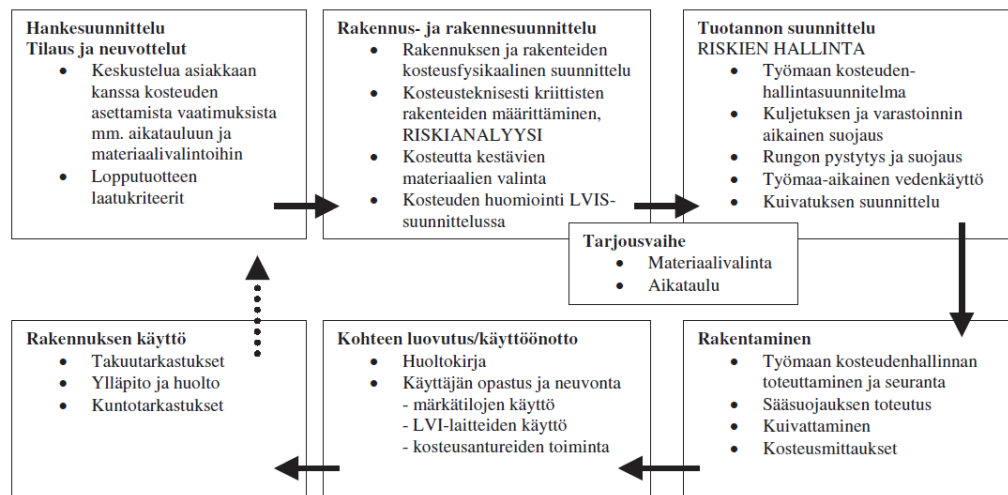 Hankesuunnittelu
Tilaus ja neuvottelut
• Keskustelua asiakkaan
kanssa kosteuden
asettamista vaatimuksista
mm. aikatauluun ja
materiaalivalintoihin
• Lopputuotteen
laatukriteerit
Rakennus- ja rakennesuunnittelu
• Rakennuksen ja rakenteiden
kosteusfysikaalinen suunnittelu
• Kosteusteknisesti kriittisten
rakenteiden määrittäminen,
RISKIANALYYSI
• Kosteutta kestävien
materiaalien valinta
• Kosteuden huomiointi LVIS-
suunnittelussa
Tuotannon suunnittelu
RISKIEN HALLINTA
• Työmaan kosteuden-
hallintasuunnitelma
• Kuljetuksen ja varastoinnin
aikainen suojaus
• Rungon pystytys ja suojaus
• Työmaa-aikainen vedenkäyttö
• Kuivatuksen suunnittelu
Tarjousvaihe
• Materiaalivalinta
• Aikataulu
Rakentaminen
• Työmaan kosteudenhallinnan
toteuttaminen ja seuranta
• Sääsuojauksen toteutus
• Kuivattaminen
• Kosteusmittaukset
Kohteen luovutus/käyttöönotto
• Huoltokirja
• Käyttäjän opastus ja neuvonta
- märkätilojen käyttö
- LVI-laitteiden käyttö
- kosteusantureiden toiminta
Rakennuksen käyttö
• Takuutarkastukset
• Ylläpito ja huolto
• Kuntotarkastukset